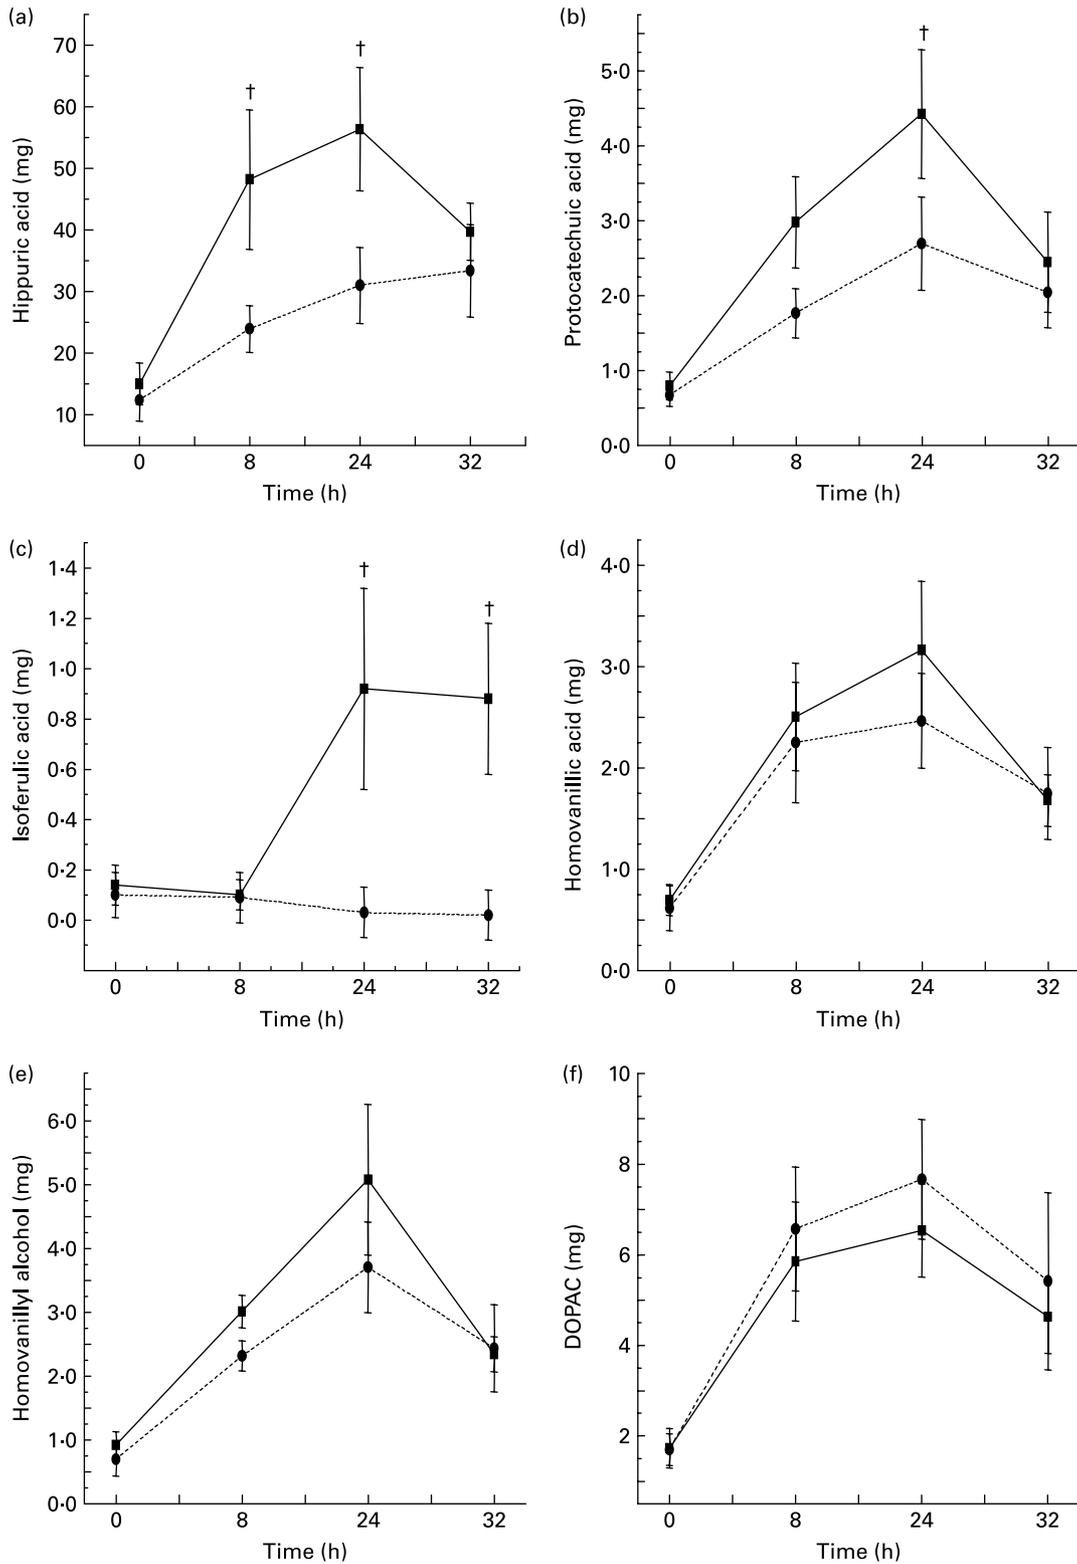 (a)
Hippuric acid (mg)
70
60
50
40
30
20
10
†
†
0 8 24 32
Time (h)
(b)
Protocatechuic acid (mg)
5·0
4·0
3·0
2·0
1·0
0·0
†
0 8 24 32
Time (h)
(c)
Isoferulic acid (mg)
1·4
1·2
1·0
0·8
0·6
0·4
0·2
0·0
†
†
0 8 24 32
Time (h)
(d)
Homovanillic acid (mg)
4·0
3·0
2·0
1·0
0·0
0 8 24 32
Time (h)
(e)
Homovanillyl alcohol (mg)
6·0
5·0
4·0
3·0
2·0
1·0
0·0
0 8 24 32
Time (h)
(f)
DOPAC (mg)
10
8
6
4
2
0 8 24 32
Time (h)